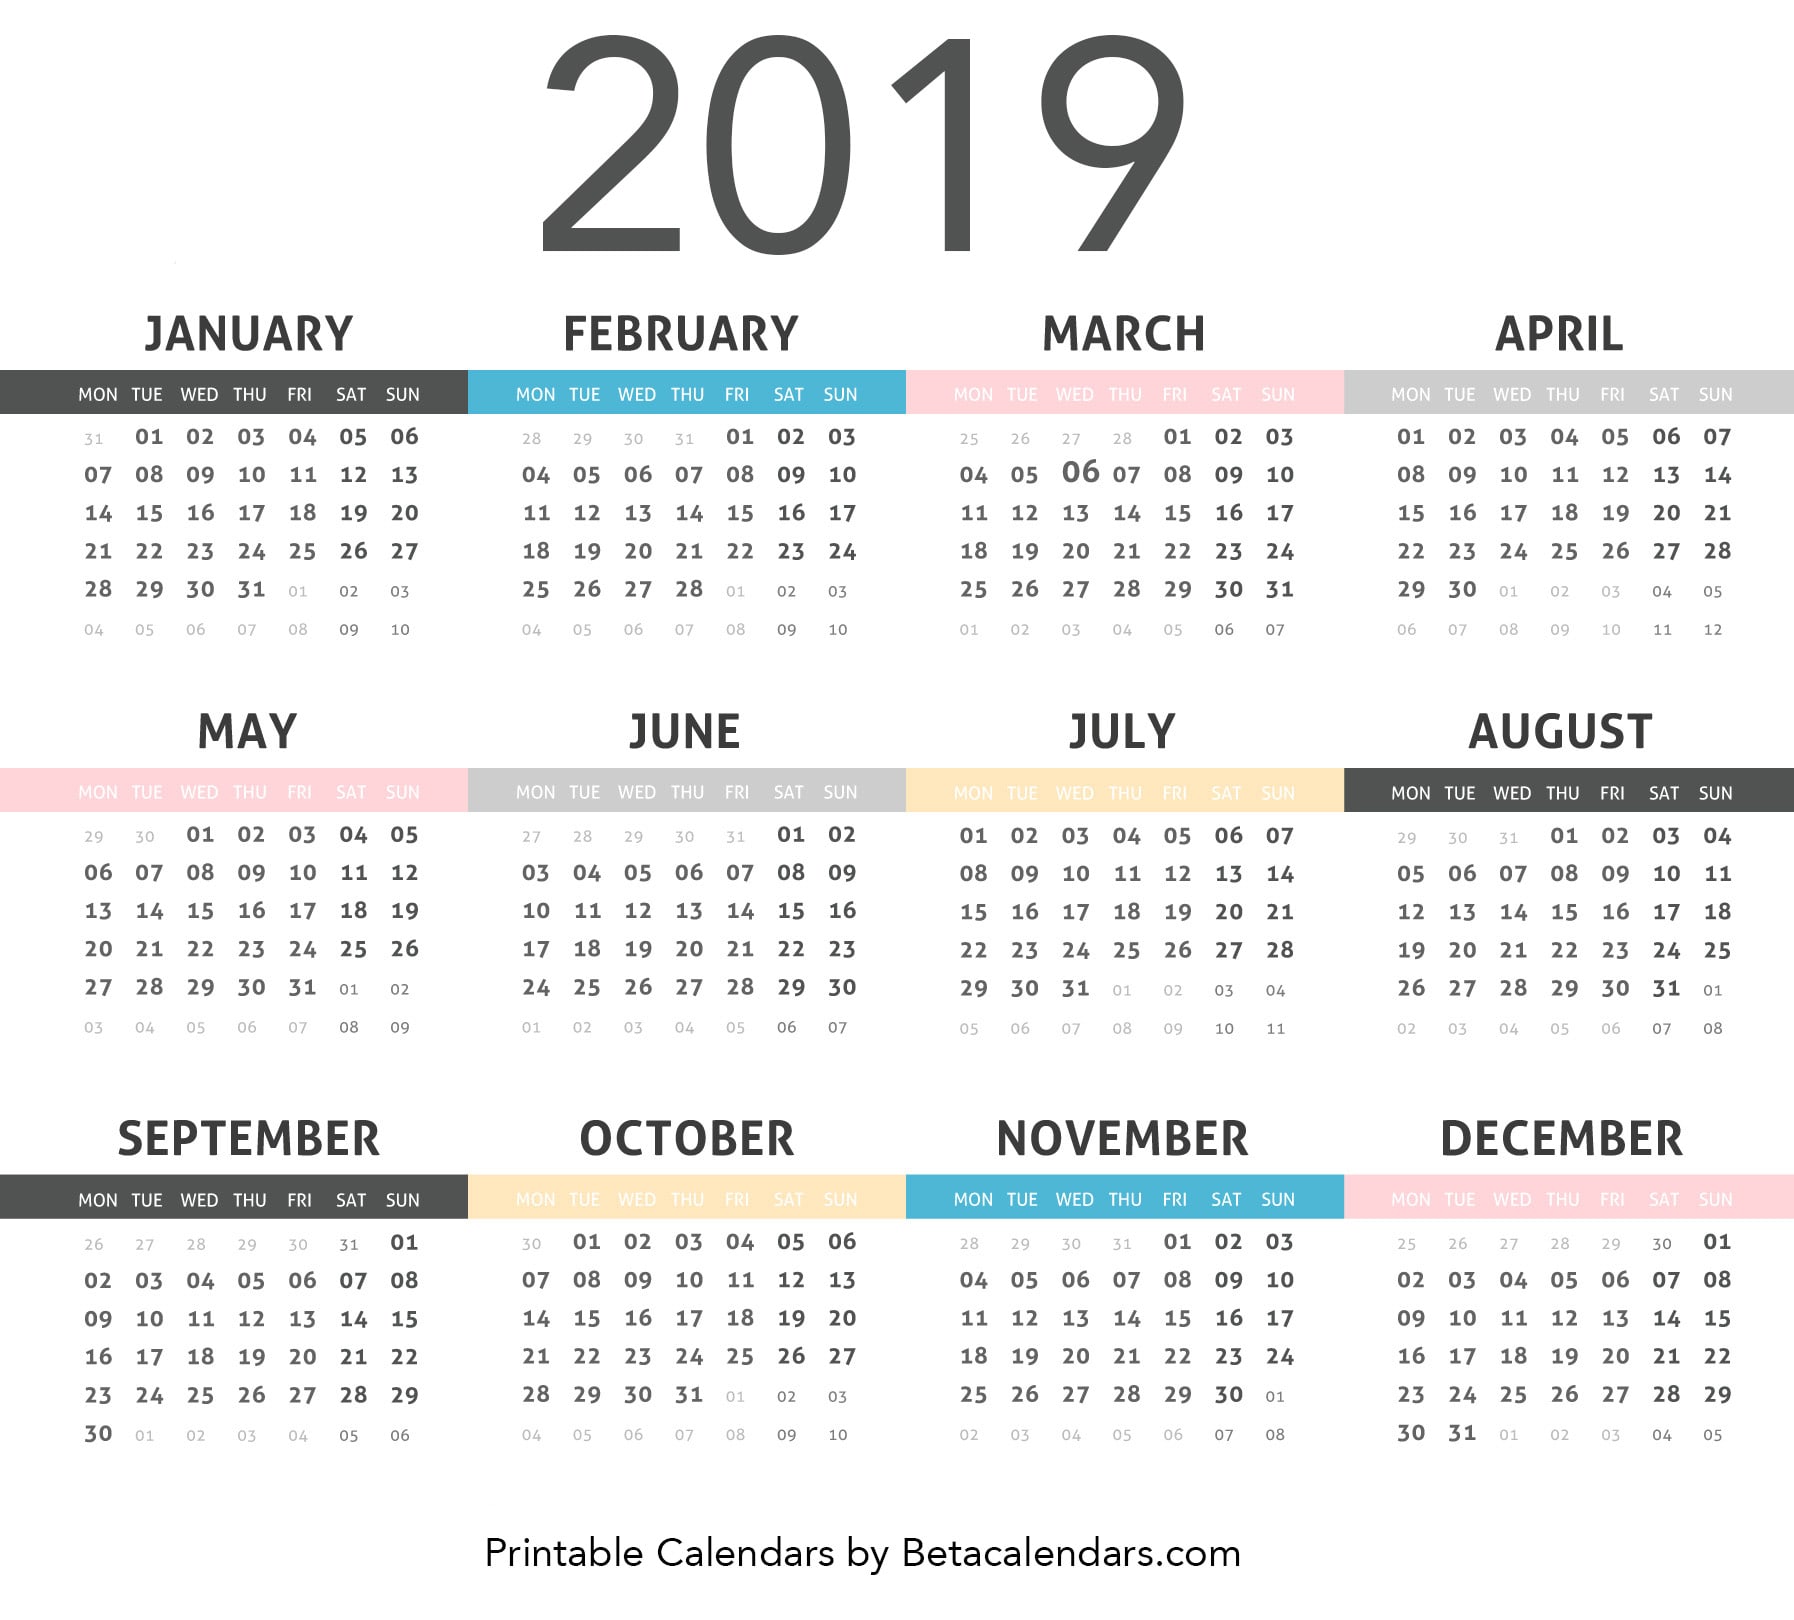 2019
JANUARY FEBRUARY MARCH APRIL
MON TUE WED THU FRI SAT SUN MON TUE WED THU FRI SAT SUN MON TUE WED THU FRI SAT SUN MON TUE WED THU FRI SAT SUN
31 01 02 03 04 05 06 28 29 30 31 01 02 03 25 26 27 28 01 02 03 01 02 03 04 05 06 07
07 08 09 10 11 12 13 04 05 06 07 08 09 10 04 05 06 07 08 09 10 08 09 10 11 12 13 14
14 15 16 17 18 19 20 11 12 13 14 15 16 17 11 12 13 14 15 16 17 15 16 17 18 19 20 21
21 22 23 24 25 26 27 18 19 20 21 22 23 24 18 19 20 21 22 23 24 22 23 24 25 26 27 28
28 29 30 31 01 02 03 25 26 27 28 01 02 03 25 26 27 28 29 30 31 29 30 01 02 03 04 05
04 05 06 07 08 09 10 04 05 06 07 08 09 10 01 02 03 04 05 06 07 06 07 08 09 10 11 12
MAY JUNE JULY AUGUST
MON TUE WED THU FRI SAT SUN MON TUE WED THU FRI SAT SUN MON TUE WED THU FRI SAT SUN MON TUE WED THU FRI SAT SUN
29 30 01 02 03 04 05 27 28 29 30 31 01 02 01 02 03 04 05 06 07 29 30 31 01 02 03 04
06 07 08 09 10 11 12 03 04 05 06 07 08 09 08 09 10 11 12 13 14 05 06 07 08 09 10 11
13 14 15 16 17 18 19 10 11 12 13 14 15 16 15 16 17 18 19 20 21 12 13 14 15 16 17 18
20 21 22 23 24 25 26 17 18 19 20 21 22 23 22 23 24 25 26 27 28 19 20 21 22 23 24 25
27 28 29 30 31 01 02 24 25 26 27 28 29 30 29 30 31 01 02 03 04 26 27 28 29 30 31 01
03 04 05 06 07 08 09 01 02 03 04 05 06 07 05 06 07 08 09 10 11 02 03 04 05 06 07 08
SEPTEMBER OCTOBER NOVEMBER DECEMBER
MON TUE WED THU FRI SAT SUN MON TUE WED THU FRI SAT SUN MON TUE WED THU FRI SAT SUN MON TUE WED THU FRI SAT SUN
26 27 28 29 30 31 01 30 01 02 03 04 05 06 28 29 30 31 01 02 03 25 26 27 28 29 30 01
02 03 04 05 06 07 08 07 08 09 10 11 12 13 04 05 06 07 08 09 10 02 03 04 05 06 07 08
09 10 11 12 13 14 15 14 15 16 17 18 19 20 11 12 13 14 15 16 17 09 10 11 12 13 14 15
16 17 18 19 20 21 22 21 22 23 24 25 26 27 18 19 20 21 22 23 24 16 17 18 19 20 21 22
23 24 25 26 27 28 29 28 29 30 31 01 02 03 25 26 27 28 29 30 01 23 24 25 26 27 28 29
30 01 02 03 04 05 06 04 05 06 07 08 09 10 02 03 04 05 06 07 08 30 31 01 02 03 04 05
Printable Calendars by Betacalendars.com